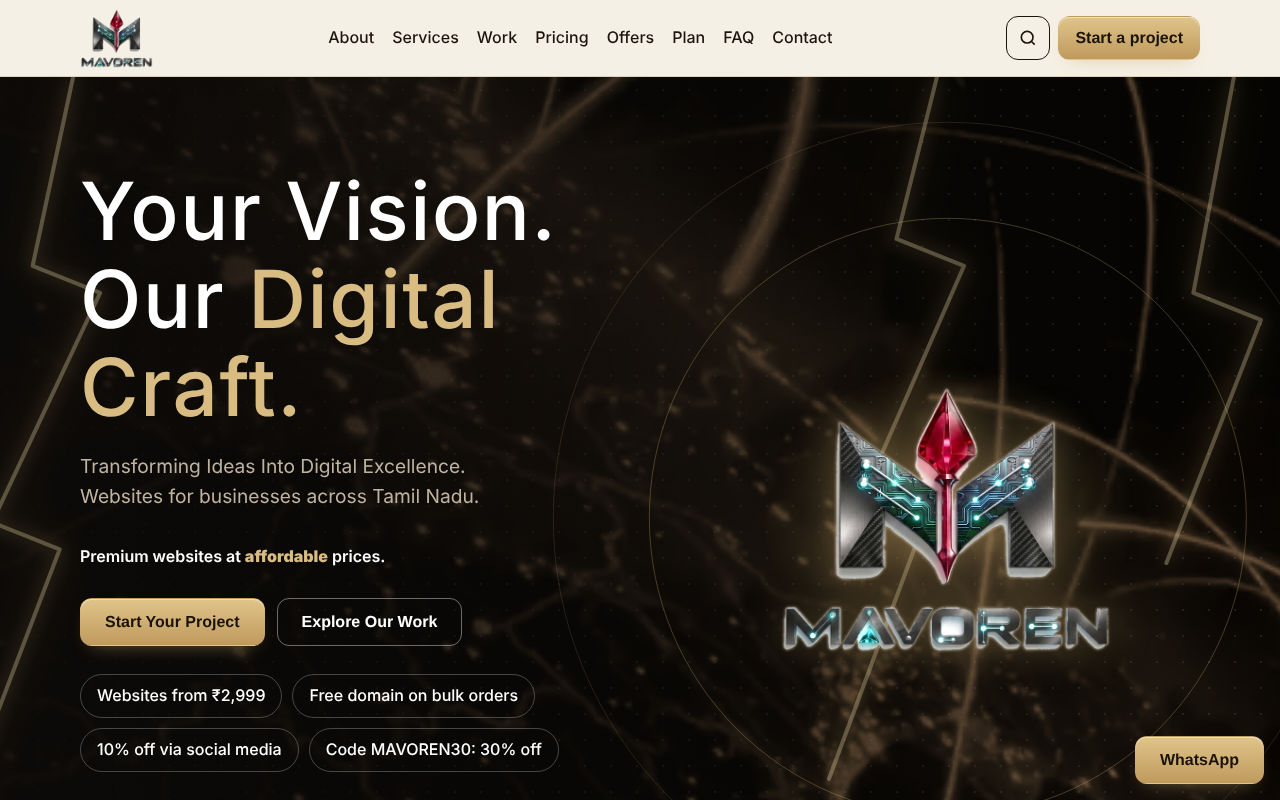 MAVOREN
About Services Work Pricing Offers Plan FAQ Contact
Start a project
Your Vision.
Our Digital
Craft.
Transforming Ideas Into Digital Excellence.
Websites for businesses across Tamil Nadu.
Premium websites at affordable prices.
Start Your Project
Explore Our Work
Websites from ₹2,999
Free domain on bulk orders
10% off via social media
Code MAVOREN30: 30% off
MAVOREN
WhatsApp